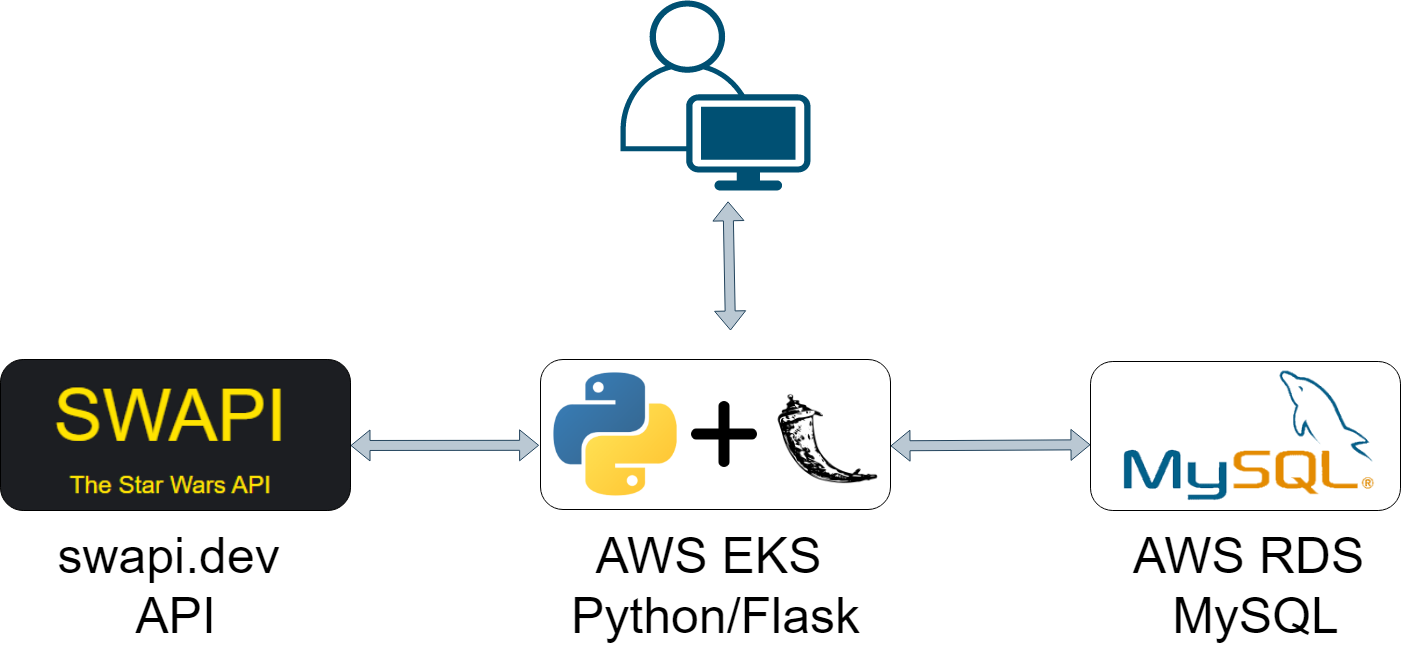 SWAPI
The Star Wars API
MySQL®
swapi.dev
API
AWS EKS
Python/Flask
AWS RDS
MySQL